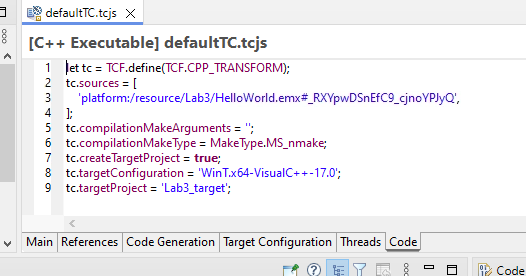 defaultTC.tcjs
[C++ Executable] defaultTC.tcjs
1 let tc = TCF.define(TCF.CPP_TRANSFORM);
2 tc.sources = [
3 'platform:/resource/Lab3/HelloWorld.emx#_RXYpwDSnEfC9_cjnoYPJyQ',
4 ];
5 tc.compilationMakeArguments = '';
6 tc.compilationMakeType = MakeType.MS_nmake;
7 tc.createTargetProject = true;
8 tc.targetConfiguration = 'WinT.x64-VisualC++-17.0';
9 tc.targetProject = 'Lab3_target';
Main References Code Generation Target Configuration Threads Code
Code